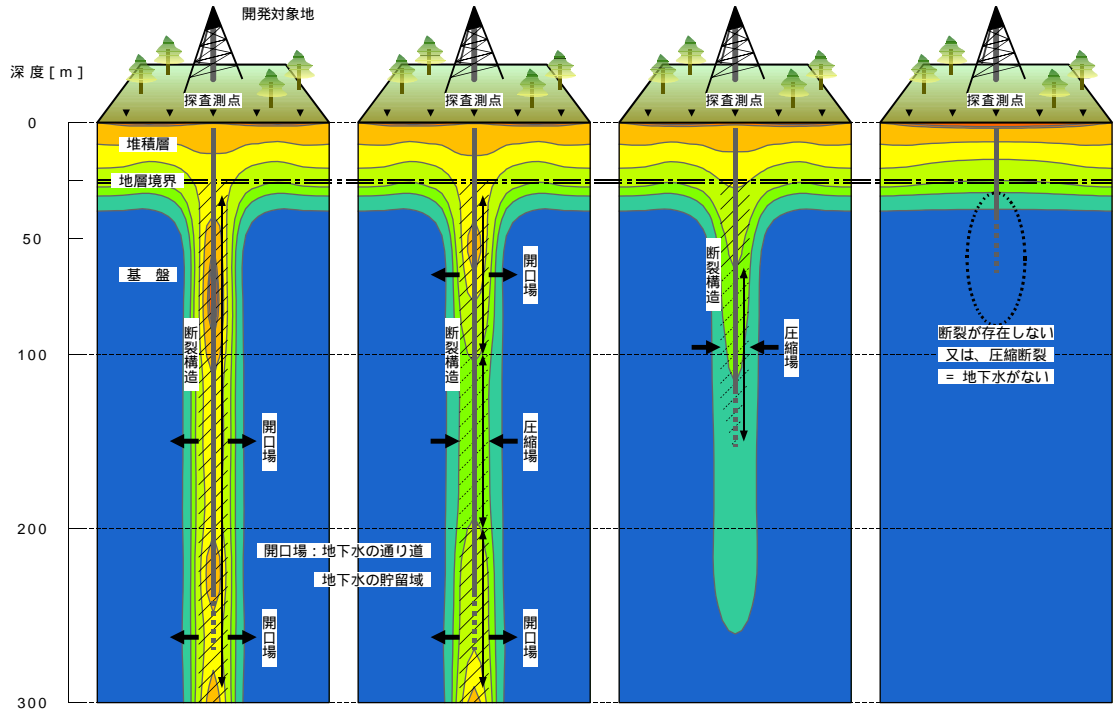 開発対象地
深度[m]
探査測点
探査測点
探査測点
探査測点
0
堆積層
地層境界
50
基 盤
断裂構造
開口場
断裂構造
断裂構造
圧縮場
断裂が存在しない
又は、圧縮断裂
= 地下水がない
100
開口場
圧縮場
200
開口場:地下水の通り道
地下水の貯留域
開口場
開口場
300